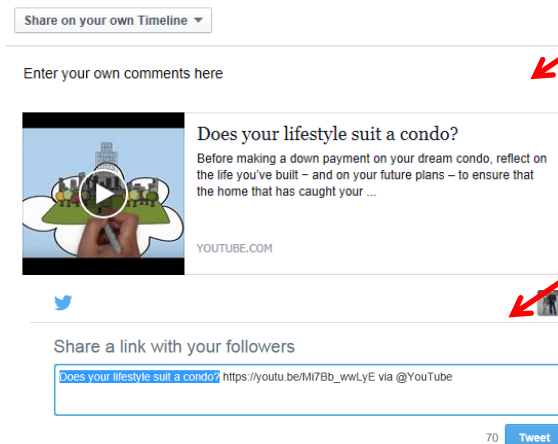 Share on your own Timeline
Enter your own comments here
Does your lifestyle suit a condo?
Before making a down payment on your dream condo, reflect on
the life you've built – and on your future plans – to ensure that
the home that has caught your ...
YOUTUBE.COM
Share a link with your followers
Does your lifestyle suit a condo? https://youtu.be/Mi7Bb_wwLyE via @YouTube
70 Tweet